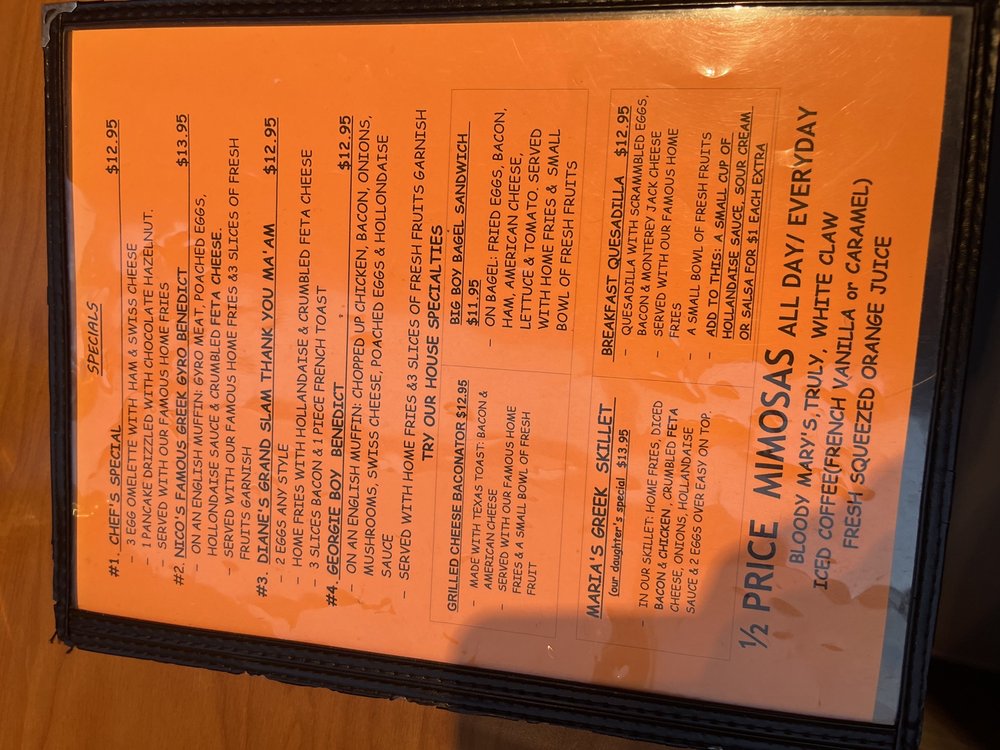 SPECIALS
#1. CHEF'S SPECIAL $12.95
- 3 EGG OMELETTE WITH HAM & SWISS CHEESE
- 1 PANCAKE DRIZZLED WITH CHOCOLATE HAZELNUT.
- SERVED WITH OUR FAMOUS HOME FRIES
#2. NICO'S FAMOUS GREEK GYRO BENEDICT $13.95
- ON AN ENGLISH MUFFIN: GYRO MEAT, POACHED EGGS,
HOLLONDAISE SAUCE & CRUMBLED FETA CHEESE.
- SERVED WITH OUR FAMOUS HOME FRIES &3 SLICES OF FRESH
FRUITS GARNISH
#3. DIANE'S GRAND SLAM THANK YOU MA'AM $12.95
- 2 EGGS ANY STYLE
- HOME FRIES WITH HOLLANDAISE & CRUMBLED FETA CHEESE
- 3 SLICES BACON & 1 PIECE FRENCH TOAST
#4. GEORGIE BOY BENEDICT $12.95
- ON AN ENGLISH MUFFIN: CHOPPED UP CHICKEN, BACON, ONIONS,
MUSHROOMS, SWISS CHEESE, POACHED EGGS & HOLLONDAISE
SAUCE
- SERVED WITH HOME FRIES &3 SLICES OF FRESH FRUITS GARNISH
TRY OUR HOUSE SPECIALTIES
GRILLED CHEESE BACONATOR $12.95
- MADE WITH TEXAS TOAST: BACON &
AMERICAN CHEESE
- SERVED WITH OUR FAMOUS HOME
FRIES & A SMALL BOWL OF FRESH
FRUIT
BIG BOY BAGEL SANDWICH
$11.95
- ON BAGEL: FRIED EGGS, BACON,
HAM, AMERICAN CHEESE,
LETTUCE & TOMATO. SERVED
WITH HOME FRIES & SMALL
BOWL OF FRESH FRUITS
MARIA'S GREEK SKILLET
(our daughter's special $13.95
- IN OUR SKILLET: HOME FRIES, DICED
BACON & CHICKEN, CRUMBLED FETA
CHEESE, ONIONS, HOLLANDAISE
SAUCE & 2 EGGS OVER EASY ON TOP.
BREAKFAST QUESADILLA $12.95
- QUESADILLA WITH SCRAMMBLED EGGS,
BACON & MONTEREY JACK CHEESE
- SERVED WITH OUR FAMOUS HOME
FRIES
- A SMALL BOWL OF FRESH FRUITS
- ADD TO THIS: A SMALL CUP OF
HOLLANDAISE SAUCE, SOUR CREAM
OR SALSA FOR $1 EACH EXTRA
½ PRICE MIMOSAS ALL DAY/ EVERYDAY
BLOODY MARY'S,TRULY, WHITE CLAW
ICED COFFEE(FRENCH VANILLA or CARAMEL)
FRESH SQUEEZED ORANGE JUICE